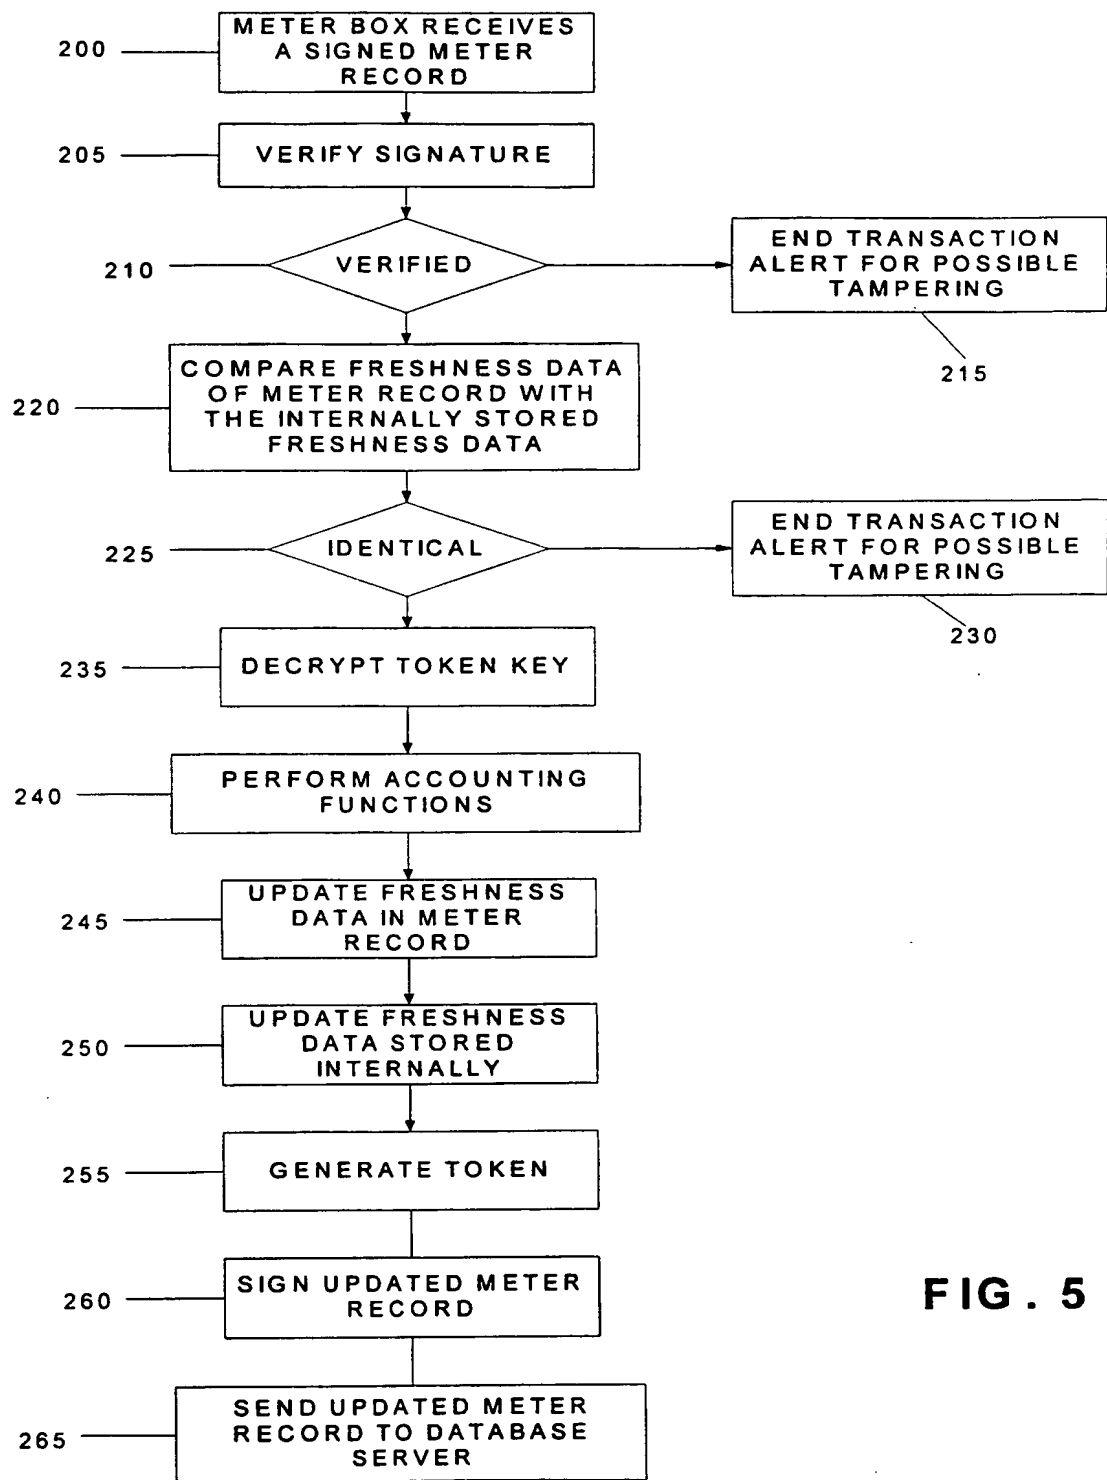 METER BOX RECEIVES
A SIGNED METER
RECORD
200
205
VERIFY SIGNATURE
210
VERIFIED
END TRANSACTION
ALERT FOR POSSIBLE
TAMPERING
215
220
COMPARE FRESHNESS DATA
OF METER RECORD WITH
THE INTERNALLY STORED
FRESHNESS DATA
225
IDENTICAL
END TRANSACTION
ALERT FOR POSSIBLE
TAMPERING
230
235
DECRYPT TOKEN KEY
240
PERFORM ACCOUNTING
FUNCTIONS
245
UPDATE FRESHNESS
DATA IN METER
RECORD
250
UPDATE FRESHNESS
DATA STORED
INTERNALLY
255
GENERATE TOKEN
260
SIGN UPDATED METER
RECORD
FIG. 5
265
SEND UPDATED METER
RECORD TO DATABASE
SERVER